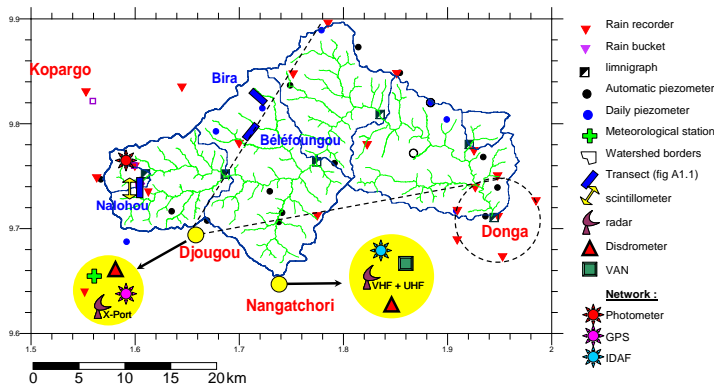 9.9
9.8
9.7
9.6
1.5 1.6 1.7 1.8 1.9 2
Kopargo
Bira
Béléfoungou
Nalohou
Djougou
Donga
Nangatchori
X-Port
VHF + UHF
0 5 10 15 20 km
Rain recorder
Rain bucket
limnigraph
Automatic piezometer
Daily piezometer
Meteorological station
Watershed borders
Transect (fig A1.1)
scintillometer
radar
Disdrometer
VAN
Network :
Photometer
GPS
IDAF